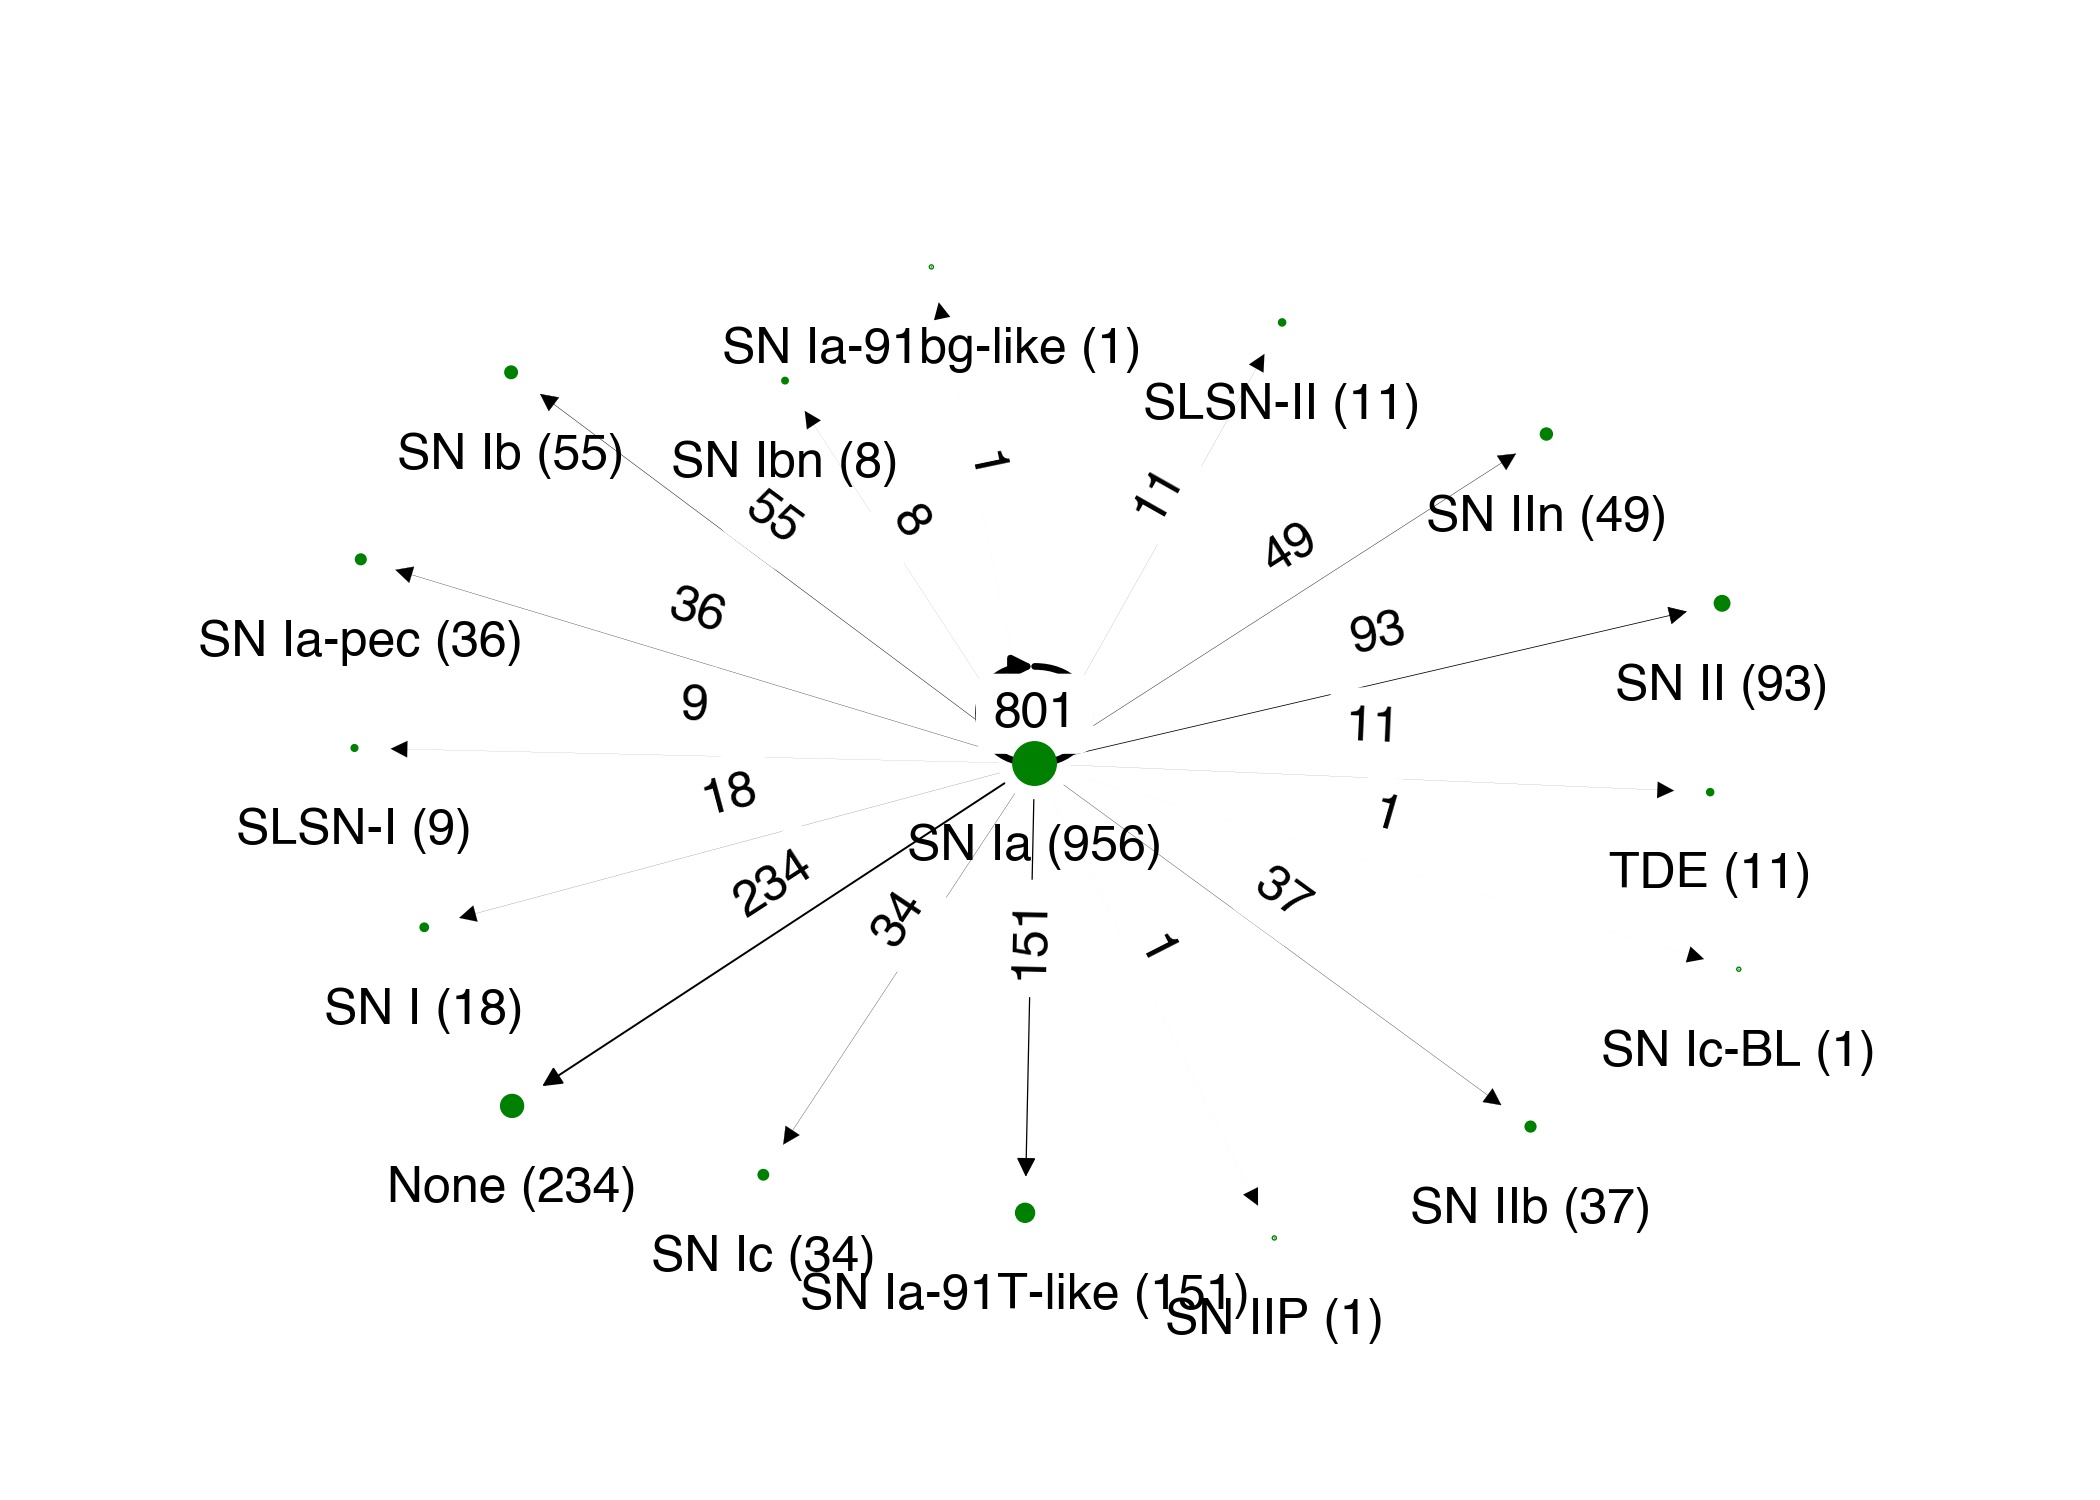 SN Ia-91bg-like (1)
SLSN-II (11)
SN Ib (55)
SN Ibn (8)
1
11
SN IIn (49)
55
8
49
36
93
SN Ia-pec (36)
SN II (93)
9
801
11
18
1
SLSN-I (9)
SN Ia (956)
TDE (11)
234
37
34
151
1
SN I (18)
SN Ic-BL (1)
None (234)
SN IIb (37)
SN Ic (34)
SN Ia-91T-like (151)
SN IIP (1)